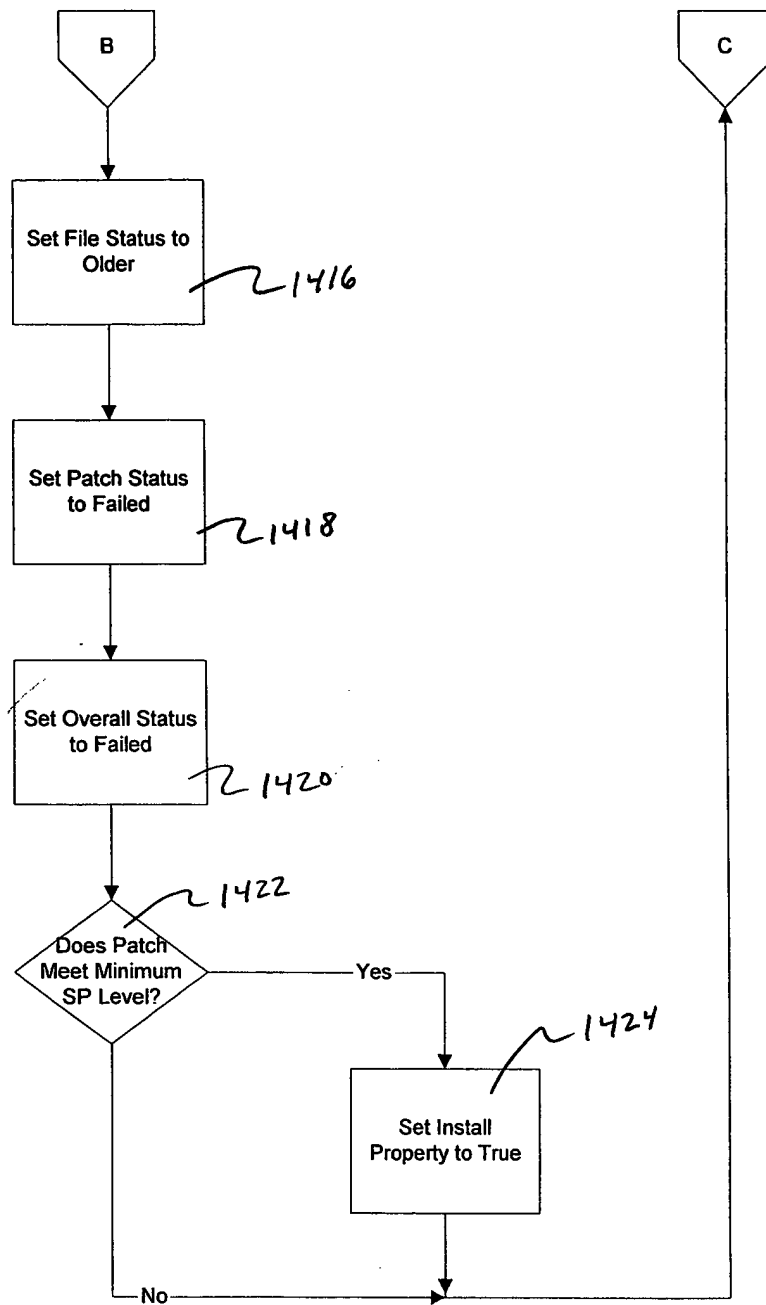 B
C
Set File Status to
Older
1416
Set Patch Status
to Failed
1418
Set Overall Status
to Failed
1420
1422
Does Patch
Meet Minimum
SP Level?
Yes
1424
Set Install
Property to True
No